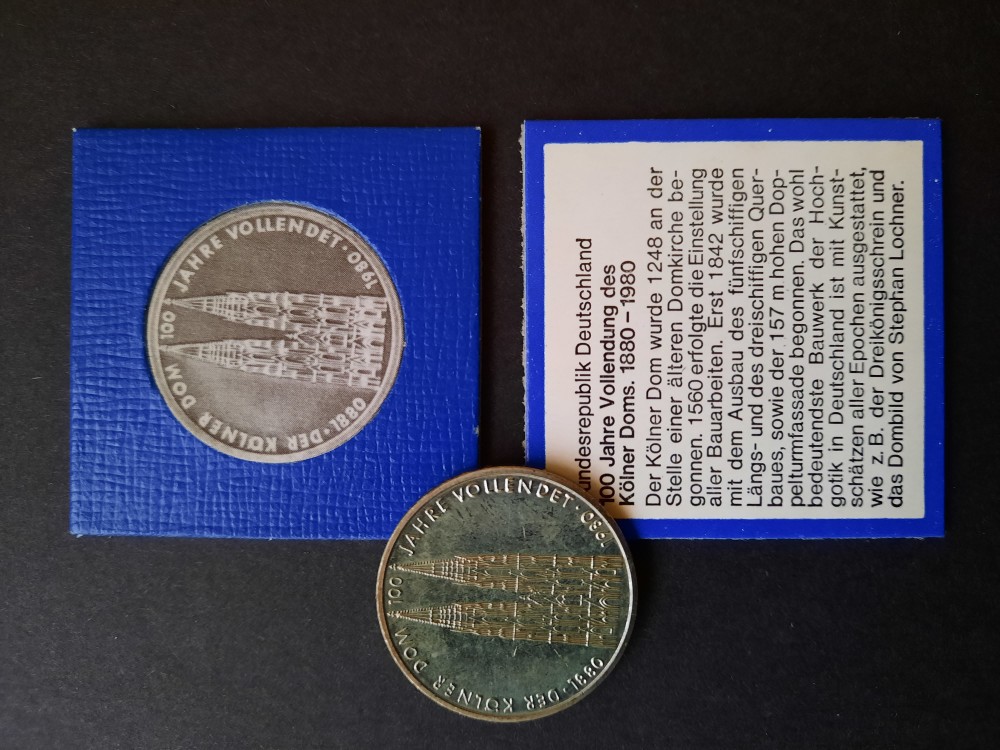 1880 · DER KÖLNER DOM 100 JAHRE VOLLENDET · 1980
undesrepublik Deutschland
100 Jahre Vollendung des
Kölner Doms. 1880 – 1980
Der Kölner Dom wurde 1248 an der
Stelle einer älteren Domkirche be-
gonnen. 1560 erfolgte die Einstellung
aller Bauarbeiten. Erst 1842 wurde
mit dem Ausbau des fünfschiffigen
Längs- und des dreischiffigen Quer-
baues, sowie der 157 m hohen Dop-
peltumfassade begonnen. Das wohl
bedeutendste Bauwerk der Hoch-
gotik in Deutschland ist mit Kunst-
schätzen aller Epochen ausgestattet,
wie z. B. der Dreikönigsschrein und
das Dombild von Stephan Lochner.
1880 · DER KÖLNER DOM 100 JAHRE VOLLENDET · 1980